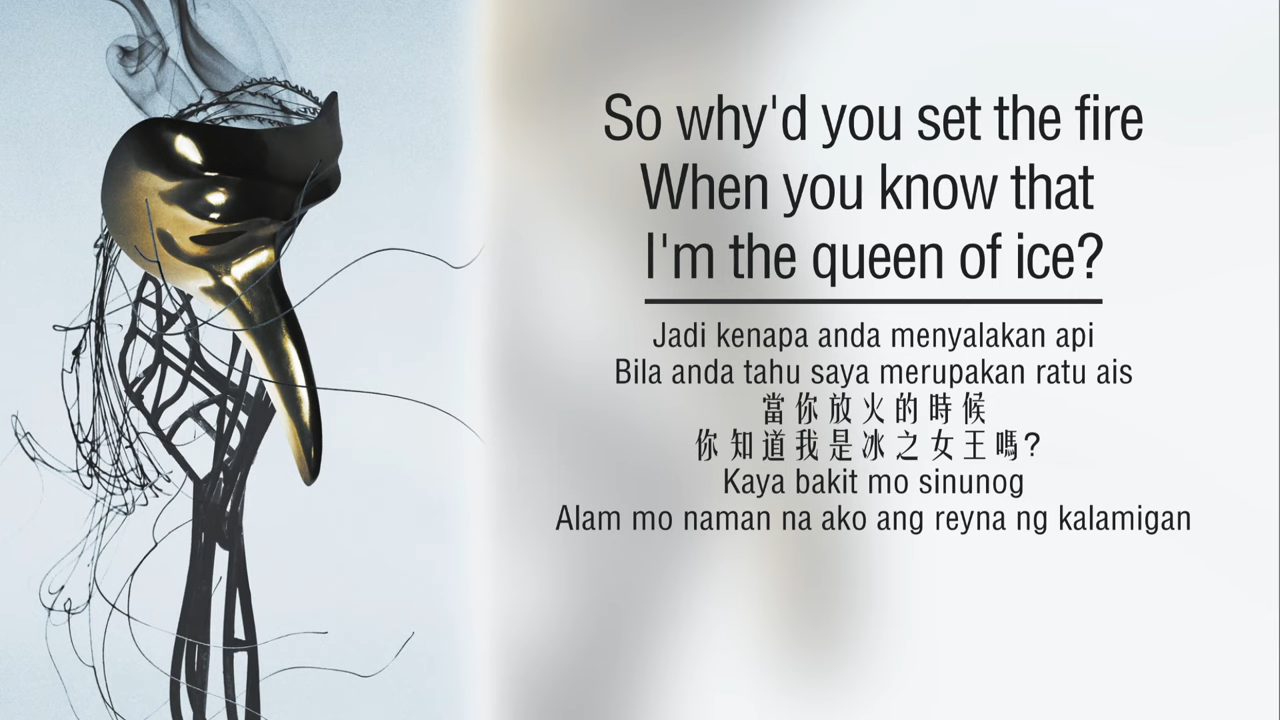 So why'd you set the fire
When you know that
I'm the queen of ice?
Jadi kenapa anda menyalakan api
Bila anda tahu saya merupakan ratu ais
當你放火的時候
你知道我是冰之女王嗎?
Kaya bakit mo sinunog
Alam mo naman na ako ang reyna ng kalamigan